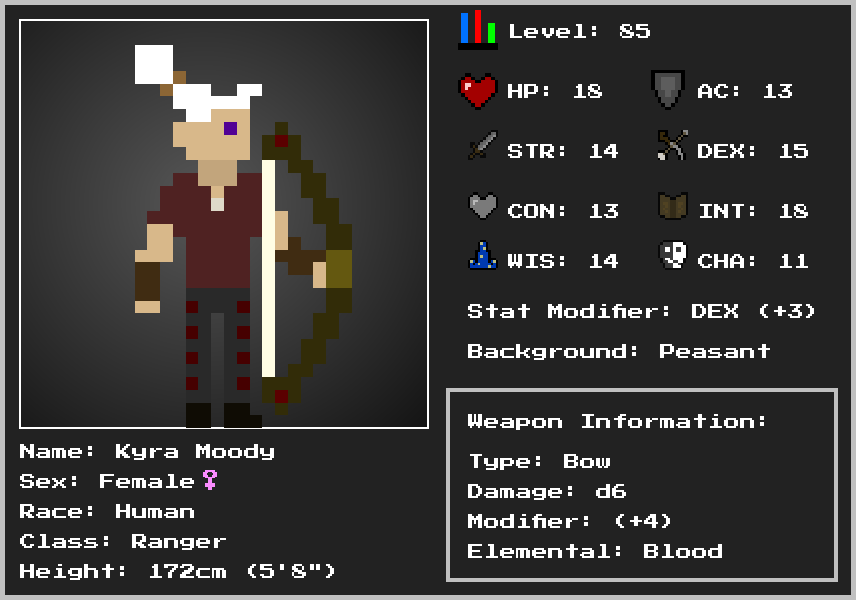 Level: 85
HP: 18 AC: 13
STR: 14 DEX: 15
CON: 13 INT: 18
WIS: 14 CHA: 11
Stat Modifier: DEX (+3)
Background: Peasant
Weapon Information:
Type: Bow
Damage: d6
Modifier: (+4)
Elemental: Blood
Name: Kyra Moody
Sex: Female♀
Race: Human
Class: Ranger
Height: 172cm (5'8")